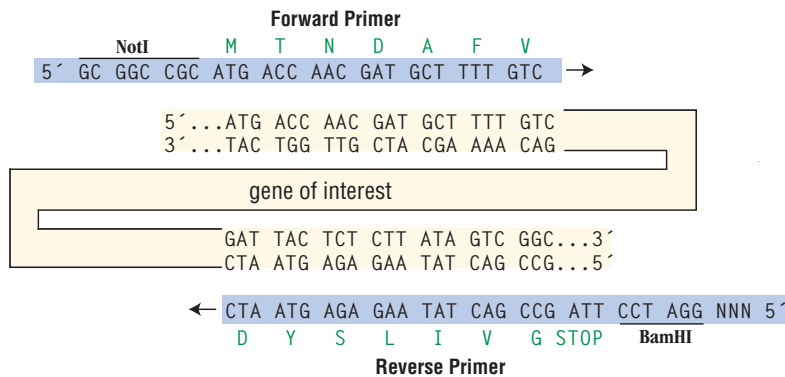 Forward Primer
NotI M T N D A F V
5´ GC GGC CGC ATG ACC AAC GAT GCT TTT GTC
5´...ATG ACC AAC GAT GCT TTT GTC
3´...TAC TGG TTG CTA CGA AAA CAG
gene of interest
GAT TAC TCT CTT ATA GTC GGC...3´
CTA ATG AGA GAA TAT CAG CCG...5´
CTA ATG AGA GAA TAT CAG CCG ATT CCT AGG NNN 5´
D Y S L I V G STOP BamHI
Reverse Primer